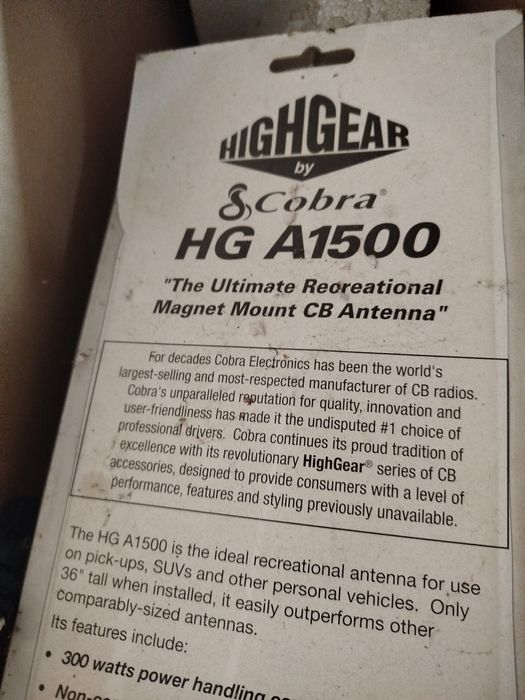 HIGHGEAR
by
Cobra®
HG A1500
"The Ultimate Recreational
Magnet Mount CB Antenna"
For decades Cobra Electronics has been the world's
largest-selling and most-respected manufacturer of CB radios.
Cobra's unparalleled reputation for quality, innovation and
user-friendliness has made it the undisputed #1 choice of
professional drivers. Cobra continues its proud tradition of
excellence with its revolutionary HighGear® series of CB
accessories, designed to provide consumers with a level of
performance, features and styling previously unavailable.
The HG A1500 is the ideal recreational antenna for use
on pick-ups, SUVs and other personal vehicles. Only
36" tall when installed, it easily outperforms other
comparably-sized antennas.
Its features include:
• 300 watts power handling
• Non-